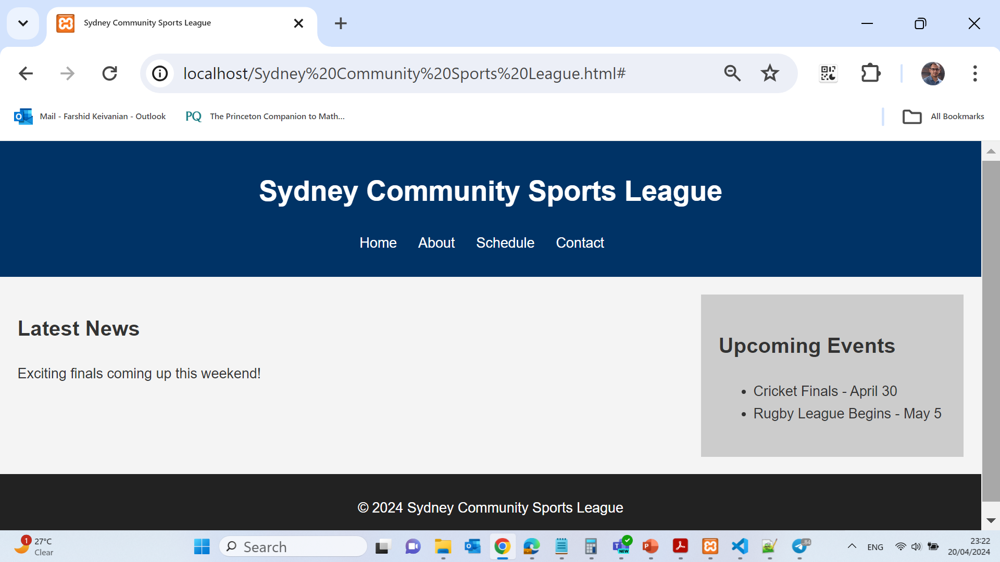 Sydney Community Sports League
localhost/Sydney%20Community%20Sports%20League.html#
Mail - Farshid Keivanian - Outlook
PQ
The Princeton Companion to Math...
All Bookmarks
Sydney Community Sports League
Home About Schedule Contact
Latest News
Exciting finals coming up this weekend!
Upcoming Events
• Cricket Finals - April 30
• Rugby League Begins - May 5
© 2024 Sydney Community Sports League
1
27°C
Clear
Search
NEW
84
ENG
23:22
20/04/2024